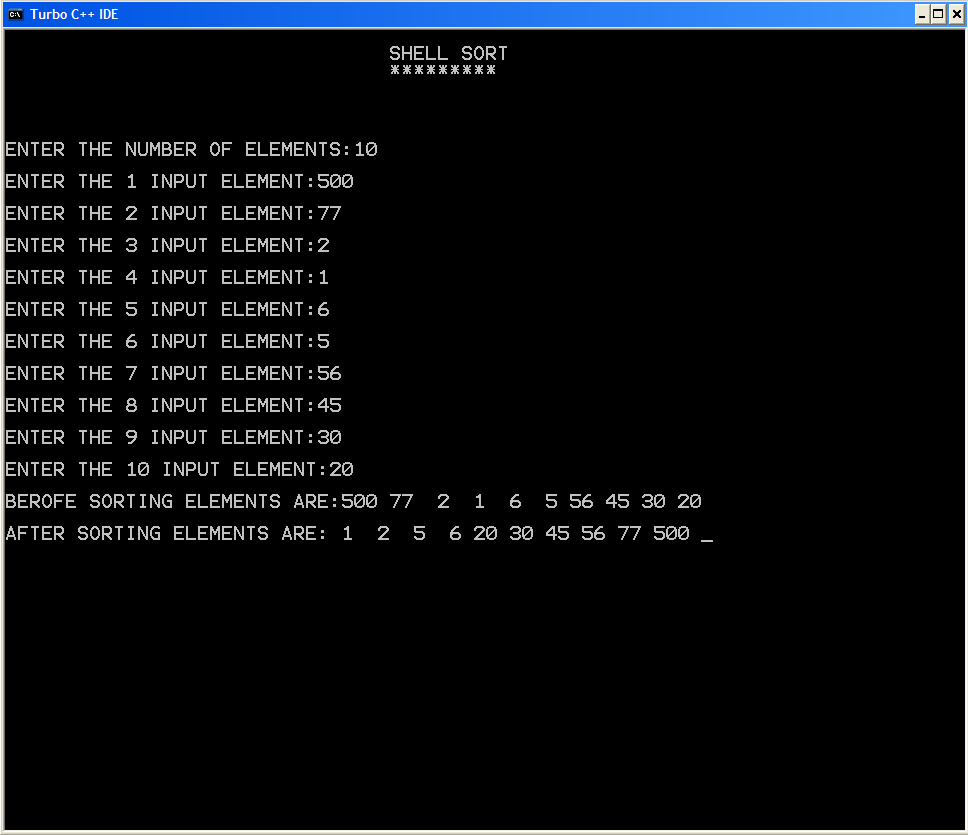 Turbo C++ IDE
SHELL SORT
*********
ENTER THE NUMBER OF ELEMENTS:10
ENTER THE 1 INPUT ELEMENT:500
ENTER THE 2 INPUT ELEMENT:77
ENTER THE 3 INPUT ELEMENT:2
ENTER THE 4 INPUT ELEMENT:1
ENTER THE 5 INPUT ELEMENT:6
ENTER THE 6 INPUT ELEMENT:5
ENTER THE 7 INPUT ELEMENT:56
ENTER THE 8 INPUT ELEMENT:45
ENTER THE 9 INPUT ELEMENT:30
ENTER THE 10 INPUT ELEMENT:20
BEROFE SORTING ELEMENTS ARE:500 77  2  1  6  5 56 45 30 20
AFTER SORTING ELEMENTS ARE: 1  2  5  6 20 30 45 56 77 500 _